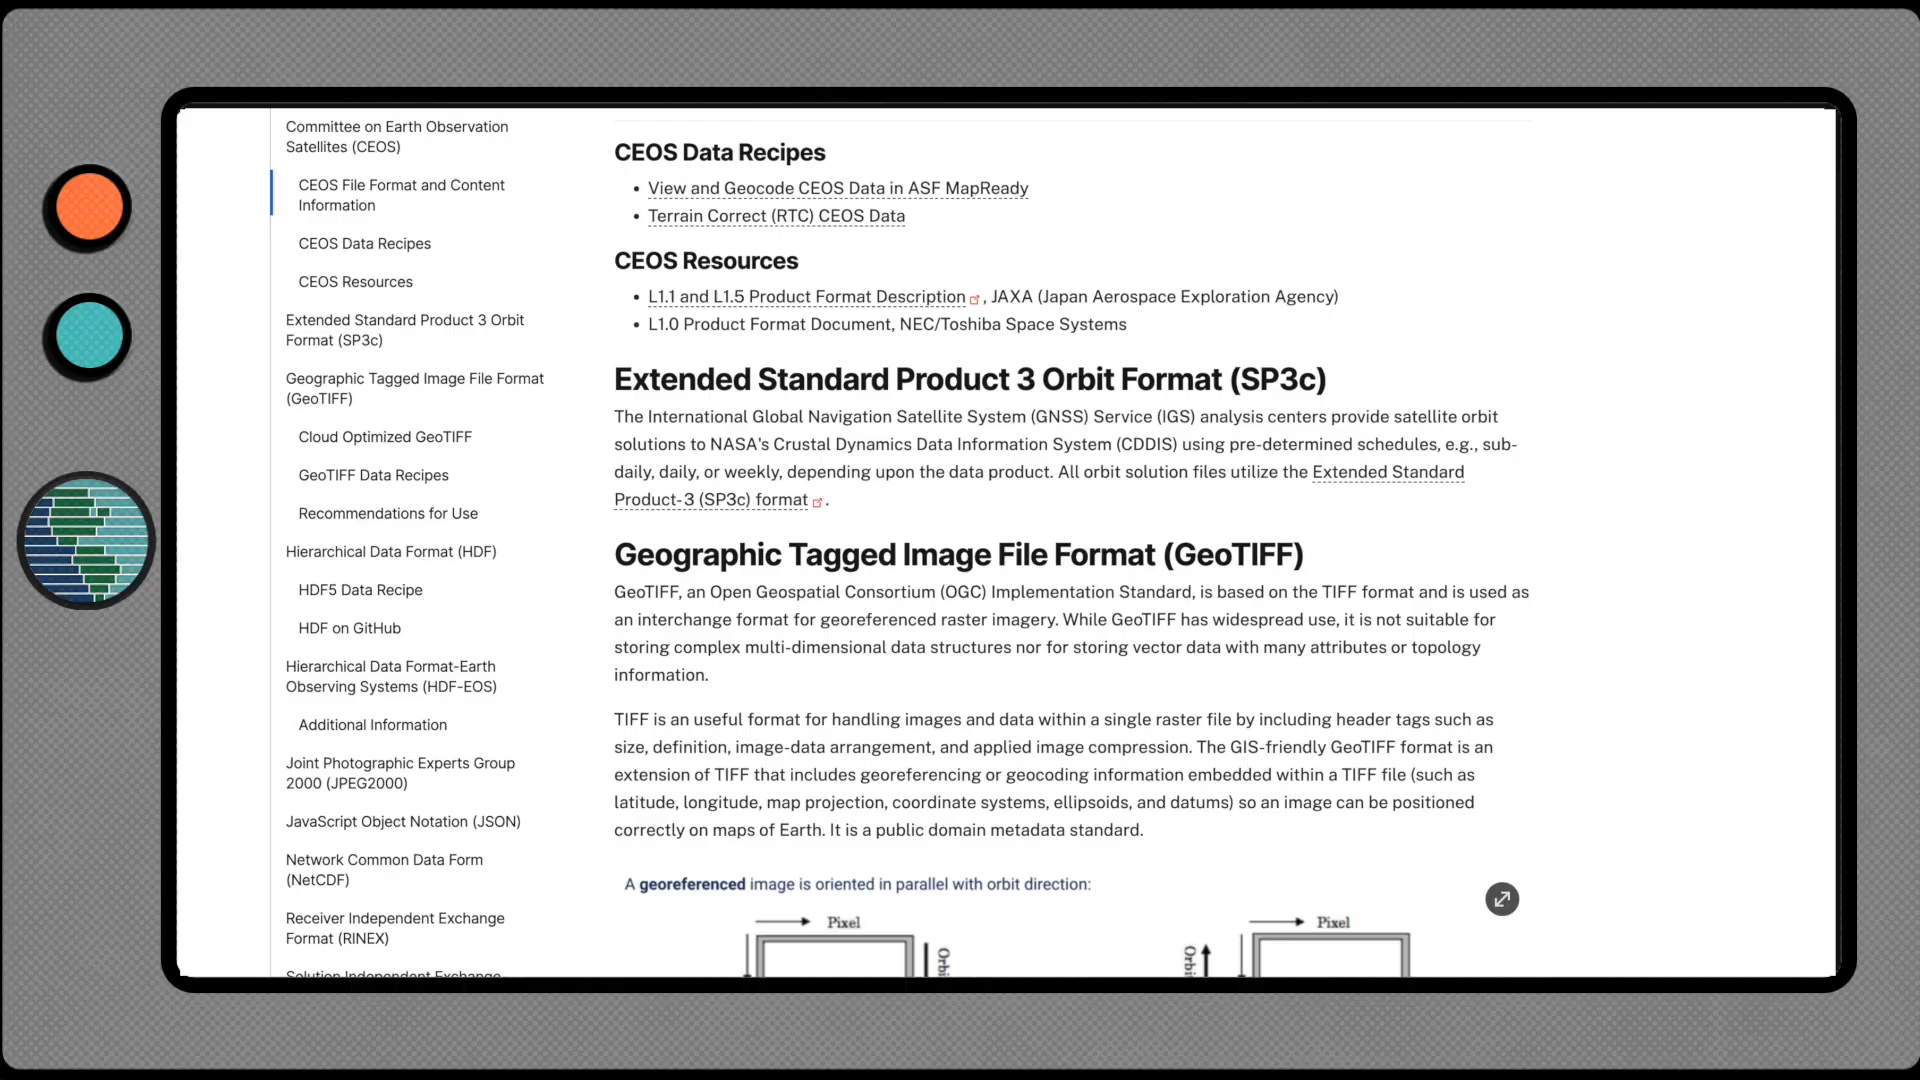 Committee on Earth Observation
Satellites (CEOS)
CEOS File Format and Content
Information
CEOS Data Recipes
CEOS Resources
Extended Standard Product 3 Orbit
Format (SP3c)
Geographic Tagged Image File Format
(GeoTIFF)
Cloud Optimized GeoTIFF
GeoTIFF Data Recipes
Recommendations for Use
Hierarchical Data Format (HDF)
HDF5 Data Recipe
HDF on GitHub
Hierarchical Data Format-Earth
Observing Systems (HDF-EOS)
Additional Information
Joint Photographic Experts Group
2000 (JPEG2000)
JavaScript Object Notation (JSON)
Network Common Data Form
(NetCDF)
Receiver Independent Exchange
Format (RINEX)
Solution Independent Exchange
CEOS Data Recipes
• View and Geocode CEOS Data in ASF MapReady
• Terrain Correct (RTC) CEOS Data
CEOS Resources
• L1.1 and L1.5 Product Format Description , JAXA (Japan Aerospace Exploration Agency)
• L1.0 Product Format Document, NEC/Toshiba Space Systems
Extended Standard Product 3 Orbit Format (SP3c)
The International Global Navigation Satellite System (GNSS) Service (IGS) analysis centers provide satellite orbit
solutions to NASA's Crustal Dynamics Data Information System (CDDIS) using pre-determined schedules, e.g., sub-
daily, daily, or weekly, depending upon the data product. All orbit solution files utilize the Extended Standard
Product-3 (SP3c) format .
Geographic Tagged Image File Format (GeoTIFF)
GeoTIFF, an Open Geospatial Consortium (OGC) Implementation Standard, is based on the TIFF format and is used as
an interchange format for georeferenced raster imagery. While GeoTIFF has widespread use, it is not suitable for
storing complex multi-dimensional data structures nor for storing vector data with many attributes or topology
information.
TIFF is an useful format for handling images and data within a single raster file by including header tags such as
size, definition, image-data arrangement, and applied image compression. The GIS-friendly GeoTIFF format is an
extension of TIFF that includes georeferencing or geocoding information embedded within a TIFF file (such as
latitude, longitude, map projection, coordinate systems, ellipsoids, and datums) so an image can be positioned
correctly on maps of Earth. It is a public domain metadata standard.
A georeferenced image is oriented in parallel with orbit direction:
Pixel
Orbi
Orbi
Pixel